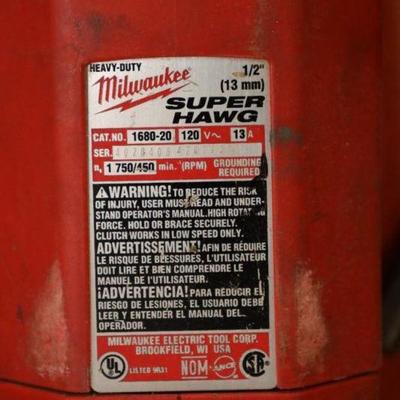 HEAVY-DUTY 1/2"
Milwaukee (13 mm)
SUPER
HAWG
CAT.NO. 1680-20 120 V~ 13 A
SER.
n₀ 1 750/450 min.⁻ (RPM) GROUNDING
REQUIRED
WARNING! TO REDUCE THE RISK
OF INJURY, USER MUST READ AND UNDER-
STAND OPERATOR'S MANUAL. HIGH ROTATING
FORCE. HOLD OR BRACE SECURELY.
CLUTCH WORKS IN LOW SPEED ONLY.
ADVERTISSEMENT! AFIN DE RÉDUIRE
LE RISQUE DE BLESSURES, L'UTILISATEUR
DOIT LIRE ET BIEN COMPRENDRE LE
MANUEL DE L'UTILISATEUR.
¡ADVERTENCIA! PARA REDUCIR EL
RIESGO DE LESIONES, EL USUARIO DEBE
LEER Y ENTENDER EL MANUAL DEL
OPERADOR.
MILWAUKEE ELECTRIC TOOL CORP.
BROOKFIELD, WI USA
UL LISTED 9831 NOM ANCE SA